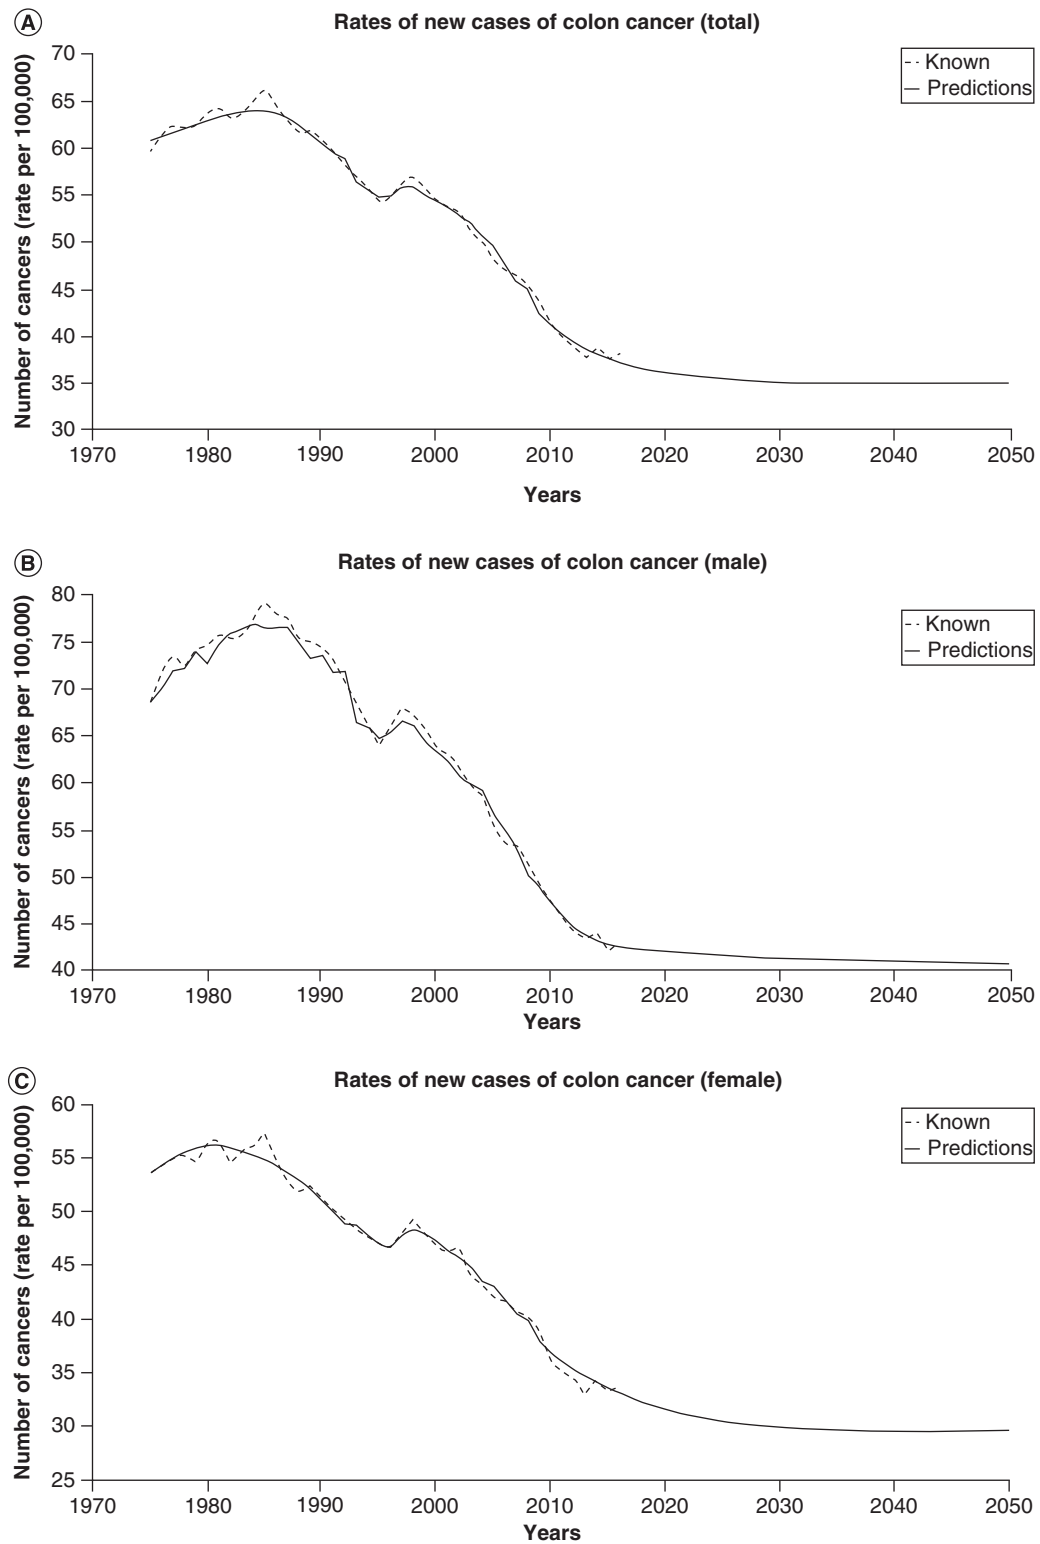 A
Rates of new cases of colon cancer (total)
Number of cancers (rate per 100,000)
70
65
60
55
50
45
40
35
30
Known
Predictions
1970 1980 1990 2000 2010 2020 2030 2040 2050
Years
B
Rates of new cases of colon cancer (male)
Number of cancers (rate per 100,000)
80
75
70
65
60
55
50
45
40
Known
Predictions
1970 1980 1990 2000 2010 2020 2030 2040 2050
Years
C
Rates of new cases of colon cancer (female)
Number of cancers (rate per 100,000)
60
55
50
45
40
35
30
25
Known
Predictions
1970 1980 1990 2000 2010 2020 2030 2040 2050
Years